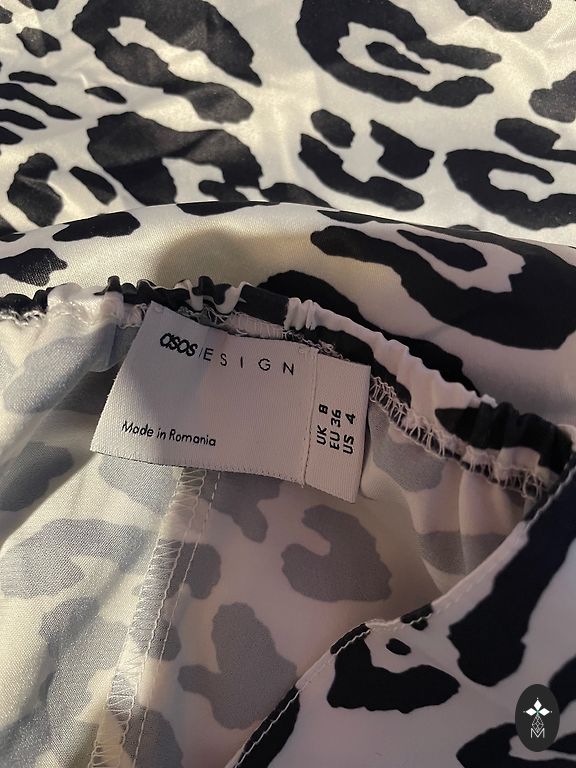 asos DESIGN
Made in Romania
UK 8
EU 36
US 4
M